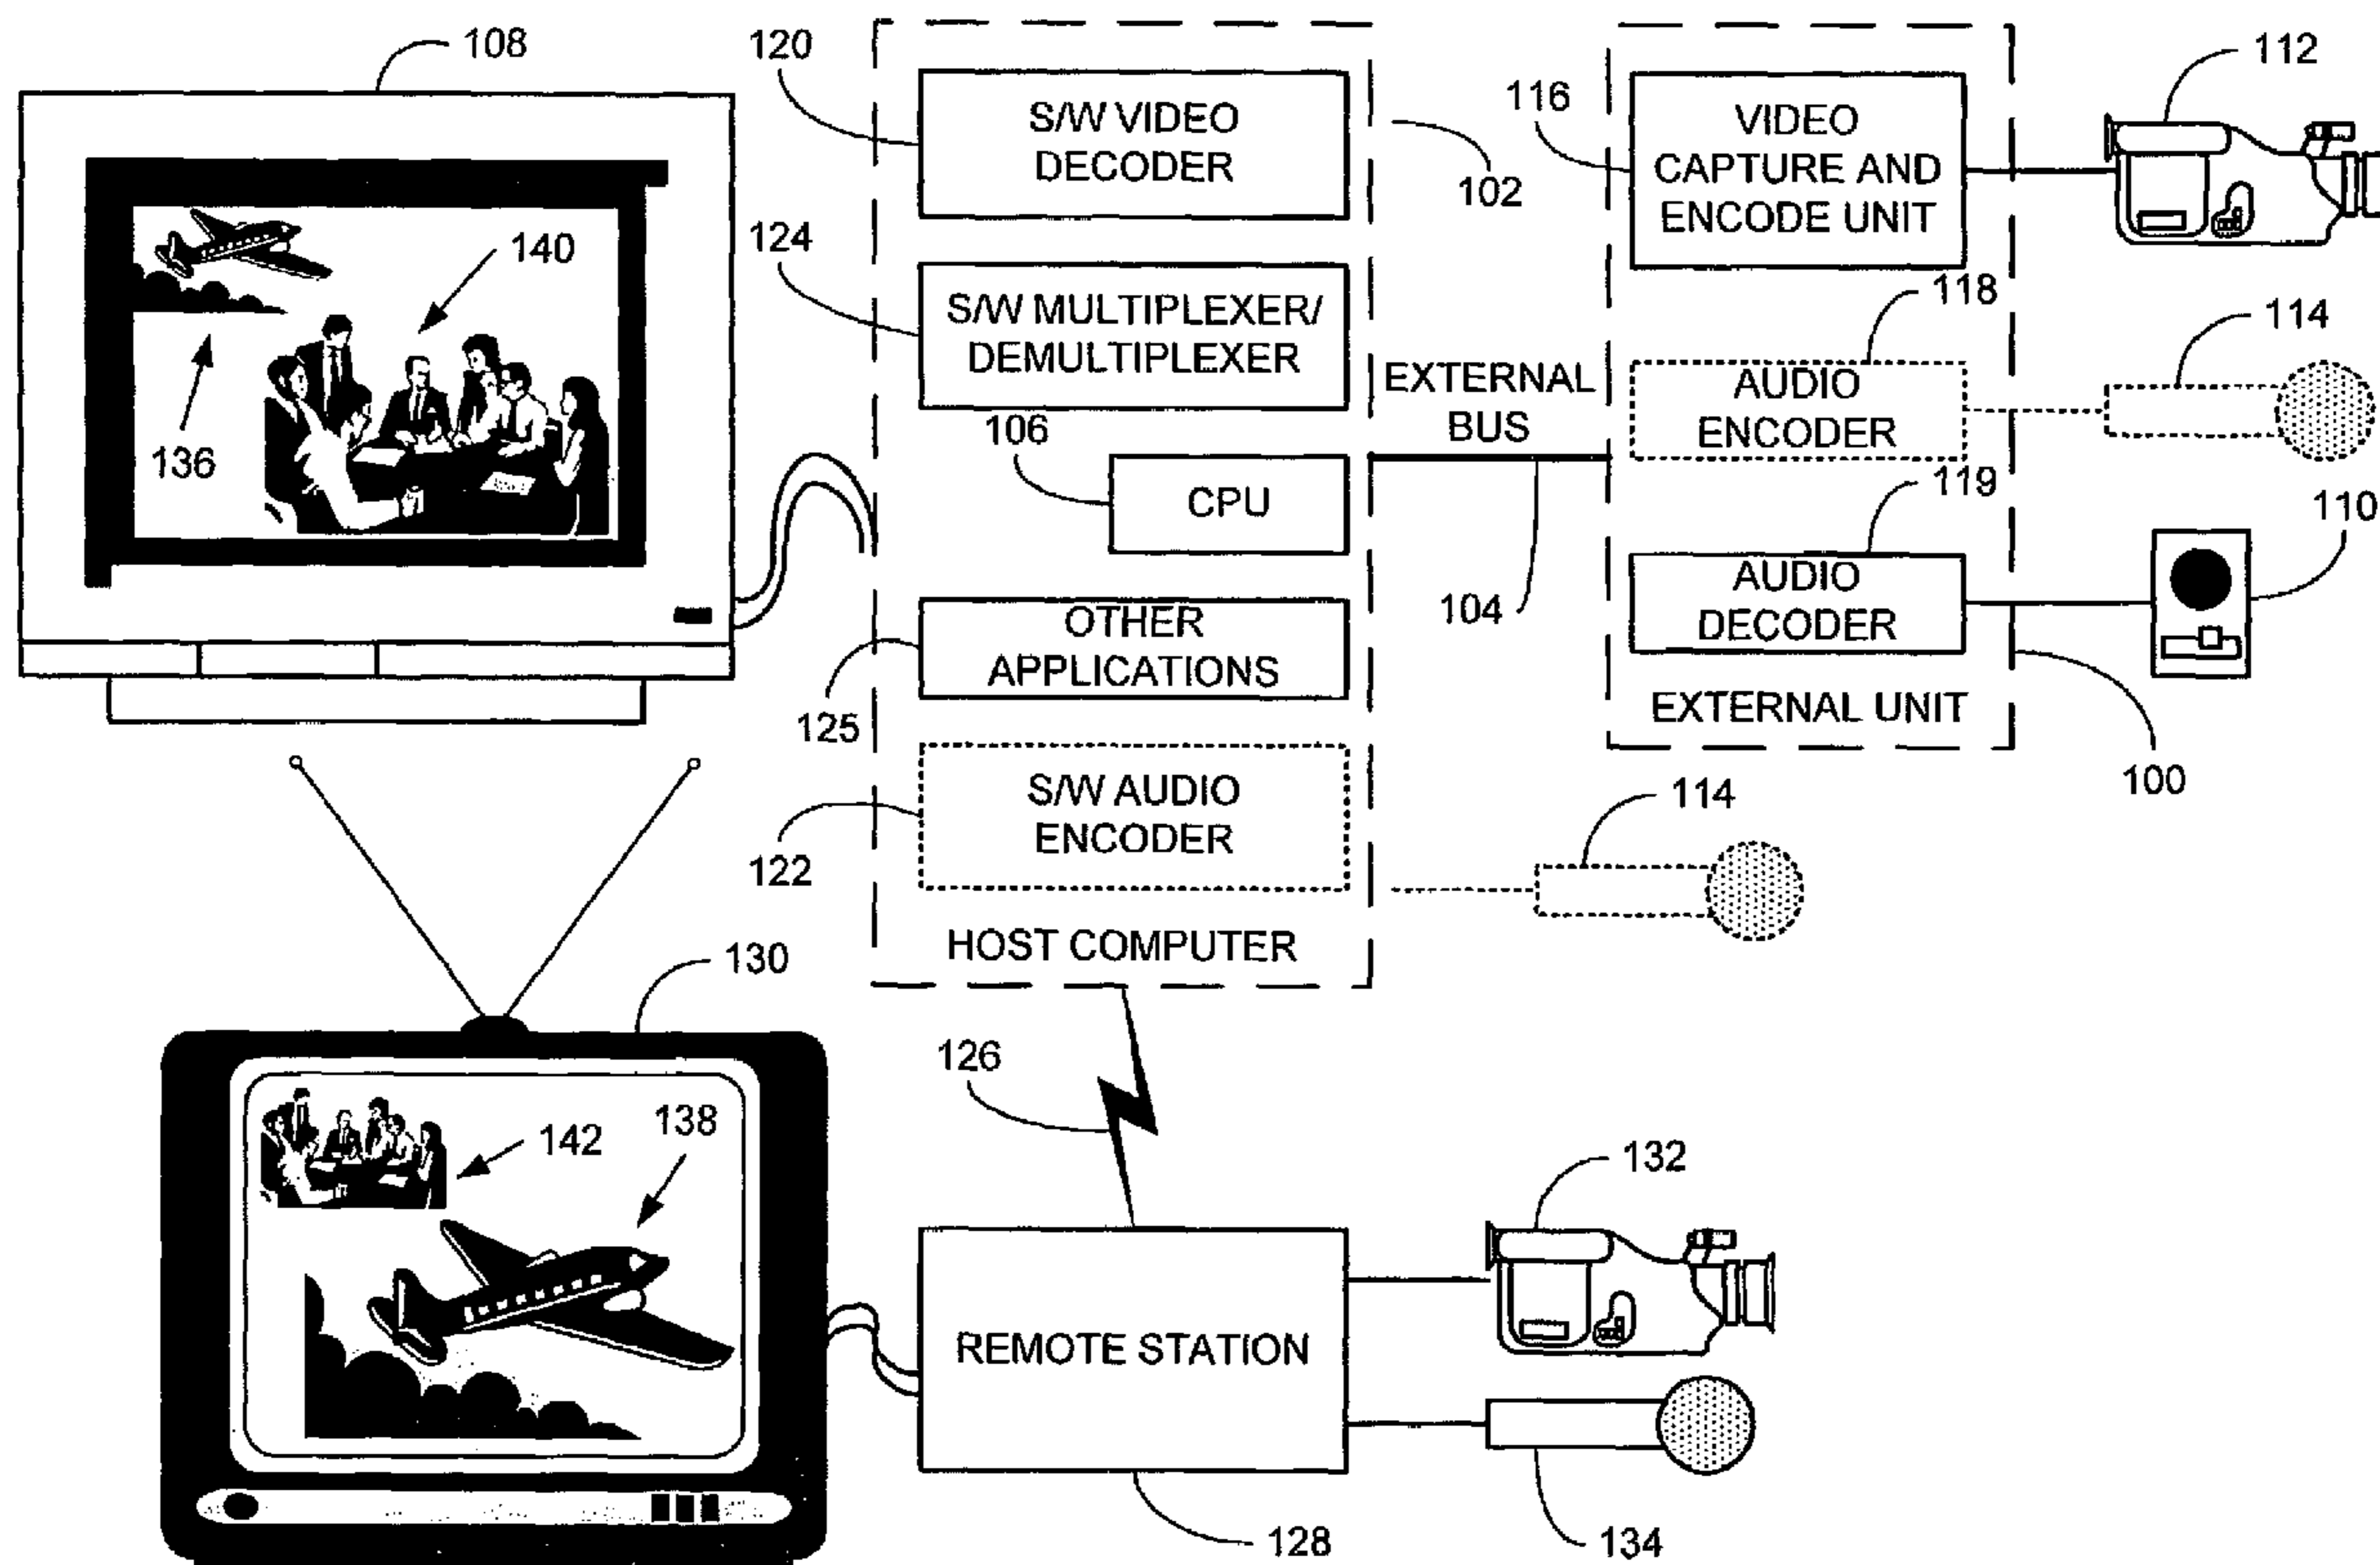 108
120
S/W VIDEO
DECODER
102
116
VIDEO
CAPTURE AND
ENCODE UNIT
112
140
136
124
S/W MULTIPLEXER/
DEMULTIPLEXER
118
AUDIO
ENCODER
114
EXTERNAL
BUS
104
106
CPU
119
AUDIO
DECODER
110
125
OTHER
APPLICATIONS
EXTERNAL UNIT
100
122
S/W AUDIO
ENCODER
114
HOST COMPUTER
130
126
142
138
132
REMOTE STATION
128
134